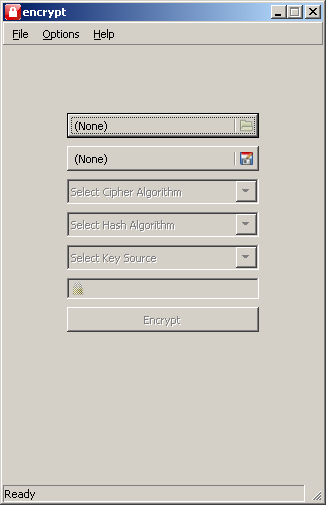 encrypt
File Options Help
(None)
(None)
Select Cipher Algorithm
Select Hash Algorithm
Select Key Source
Encrypt
Ready